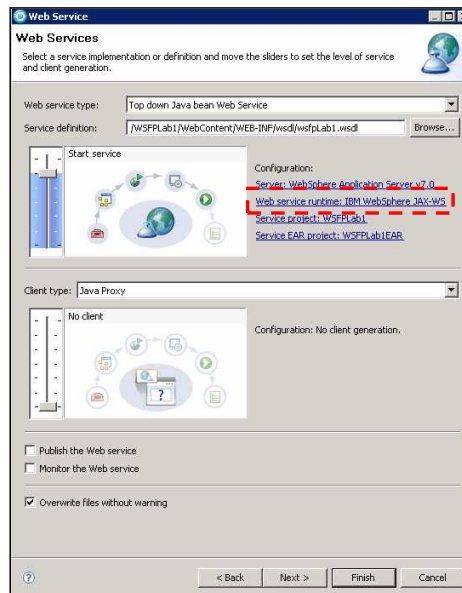 Web Service
Web Services
Select a service implementation or definition and move the sliders to set the level of service
and client generation.
Web service type: Top down Java bean Web Service
Service definition: /WSFPLab1/WebContent/WEB-INF/wsdl/wsfpLab1.wsdl Browse...
Start service
Configuration:
Server: WebSphere Application Server v7.0
Web service runtime: IBM WebSphere JAX-WS
Service project: WSFPLab1
Service EAR project: WSFPLab1EAR
Client type: Java Proxy
No client
Configuration: No client generation.
Publish the Web service
Monitor the Web service
Overwrite files without warning
? < Back Next > Finish Cancel